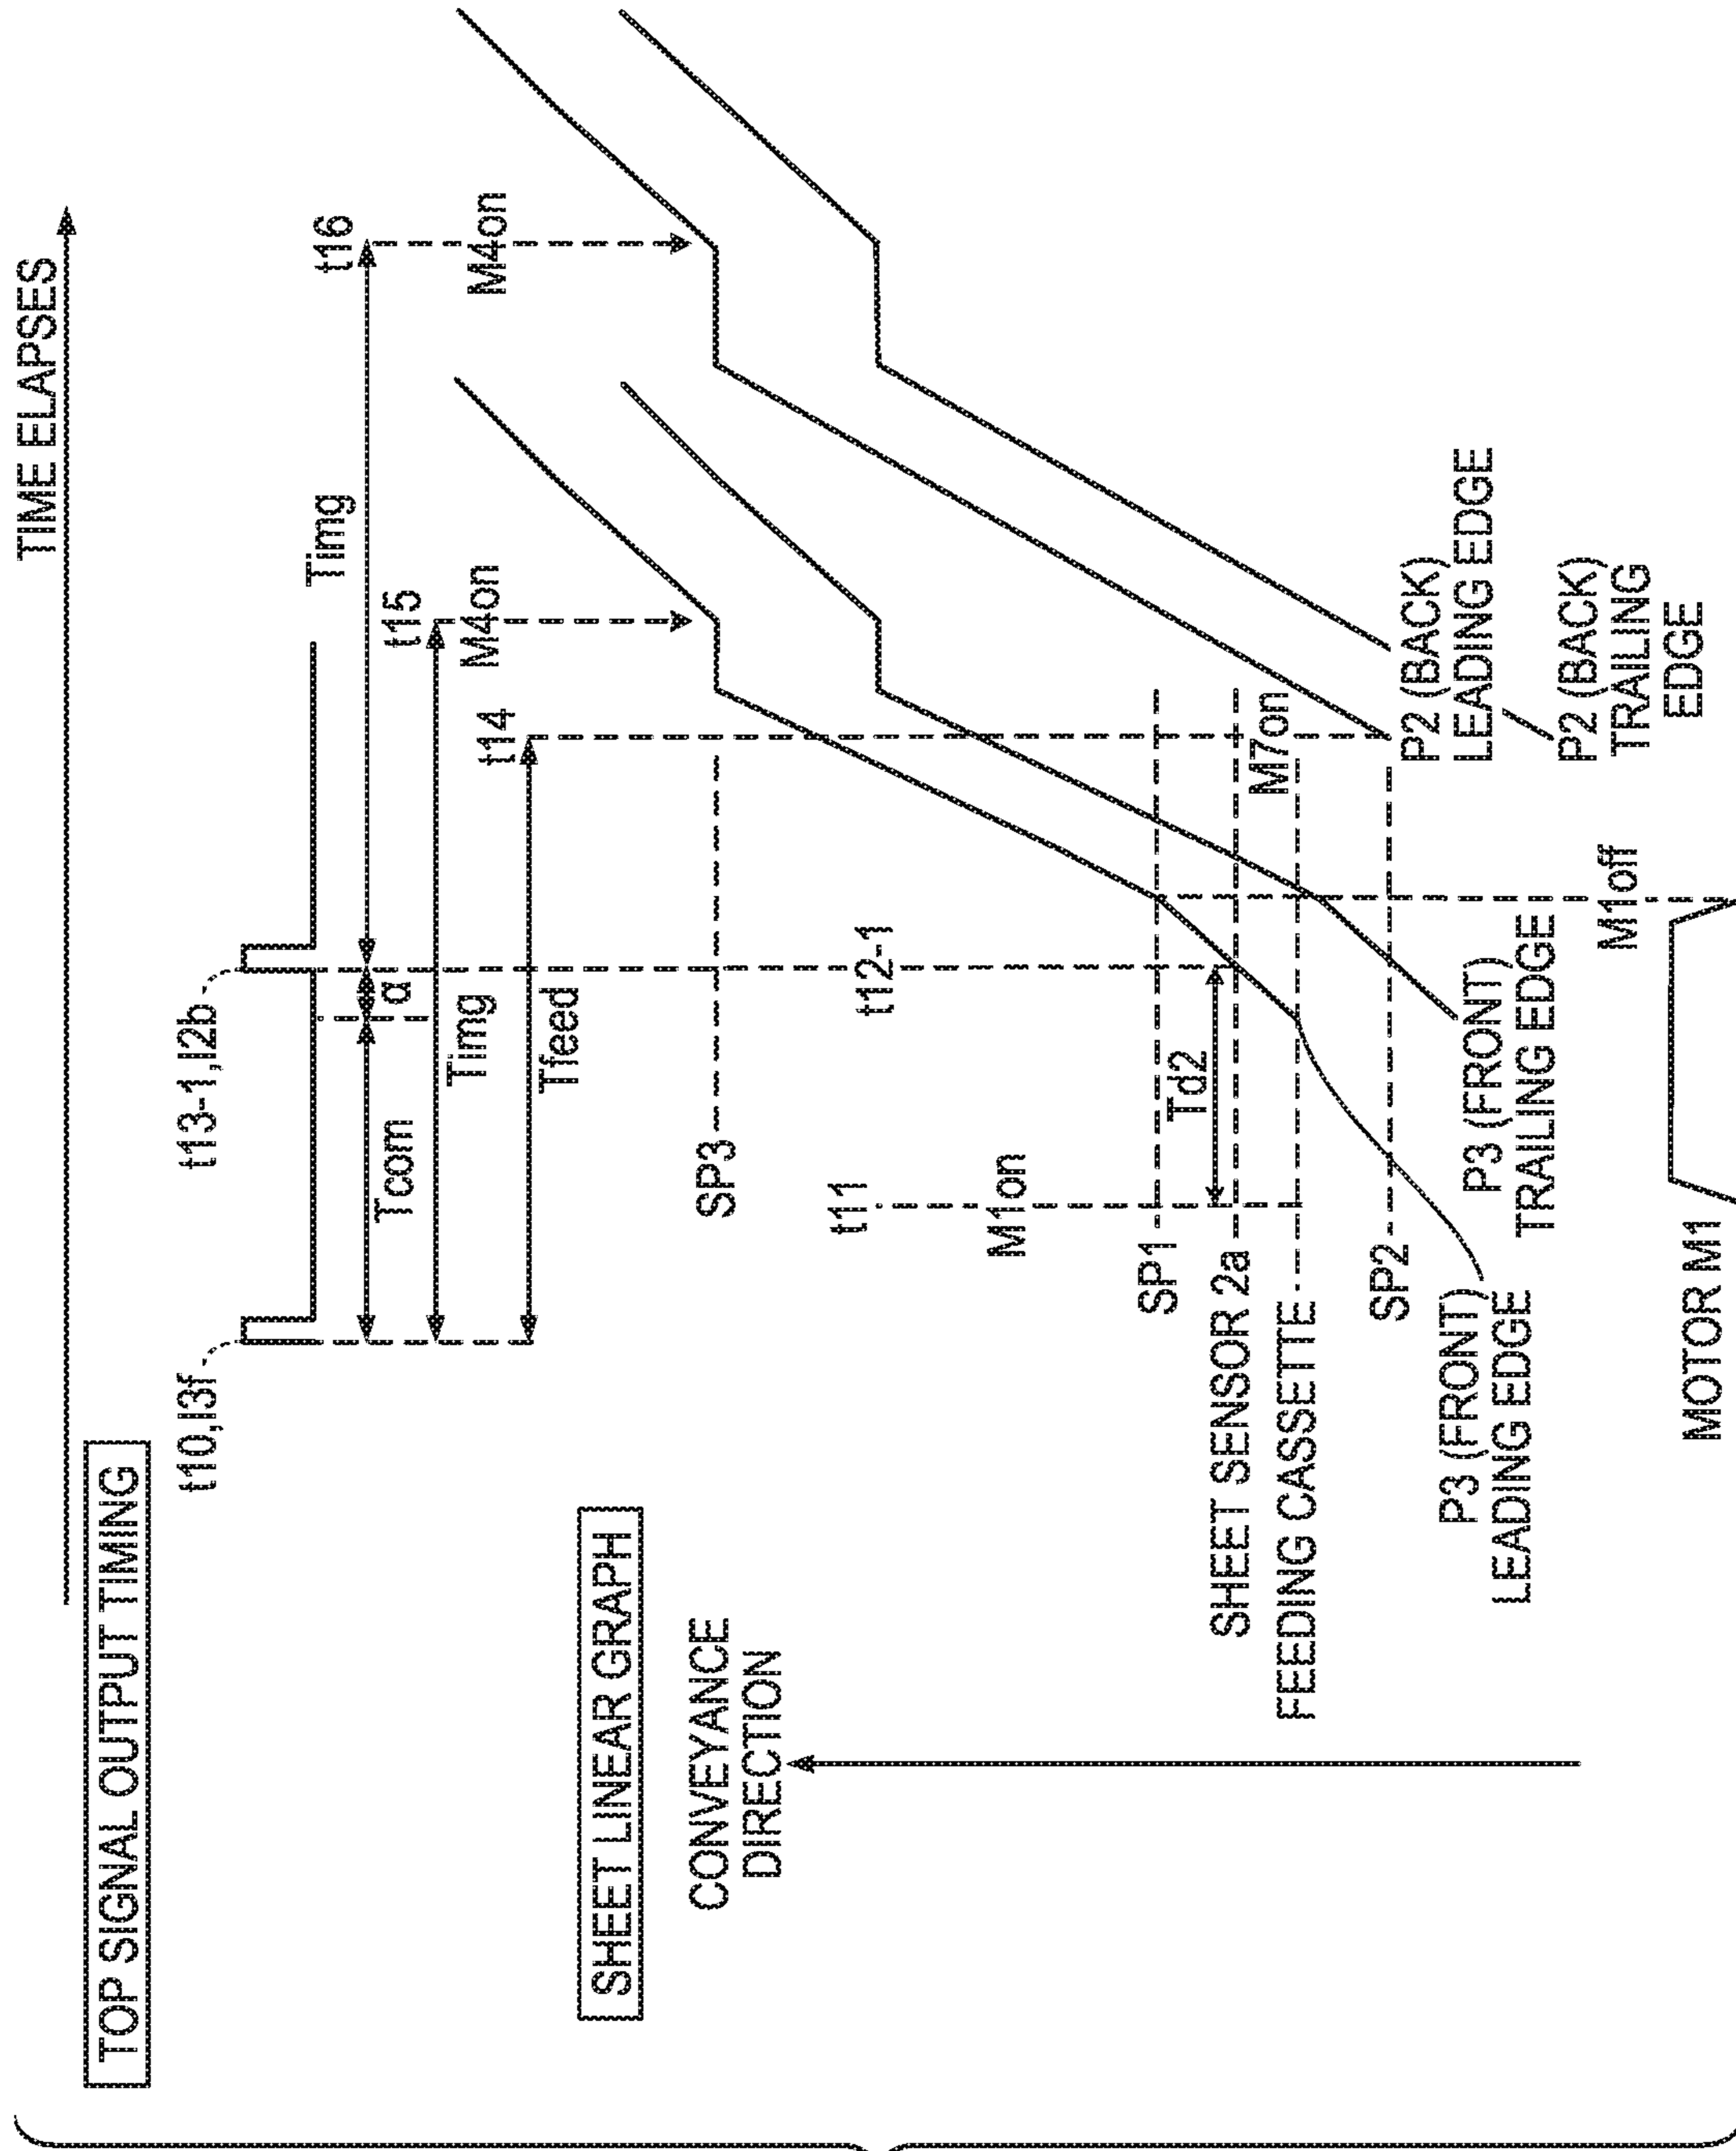 TIME ELAPSES
TOP SIGNAL OUTPUT TIMING
t10,I3f
t13-1,I2b
Tcom
α
Timg
t16
Timg
t15
M4on
M4on
Tfeed
t14
SHEET LINEAR GRAPH
CONVEYANCE
DIRECTION
SP3
t11
t12-1
M1on
SP1
Td2
SHEET SENSOR 2a
FEEDING CASSETTE
M7on
SP2
P3 (FRONT)
LEADING EDGE
P3 (FRONT)
TRAILING EDGE
P2 (BACK)
LEADING EDGE
P2 (BACK)
TRAILING
EDGE
M1off
MOTOR M1